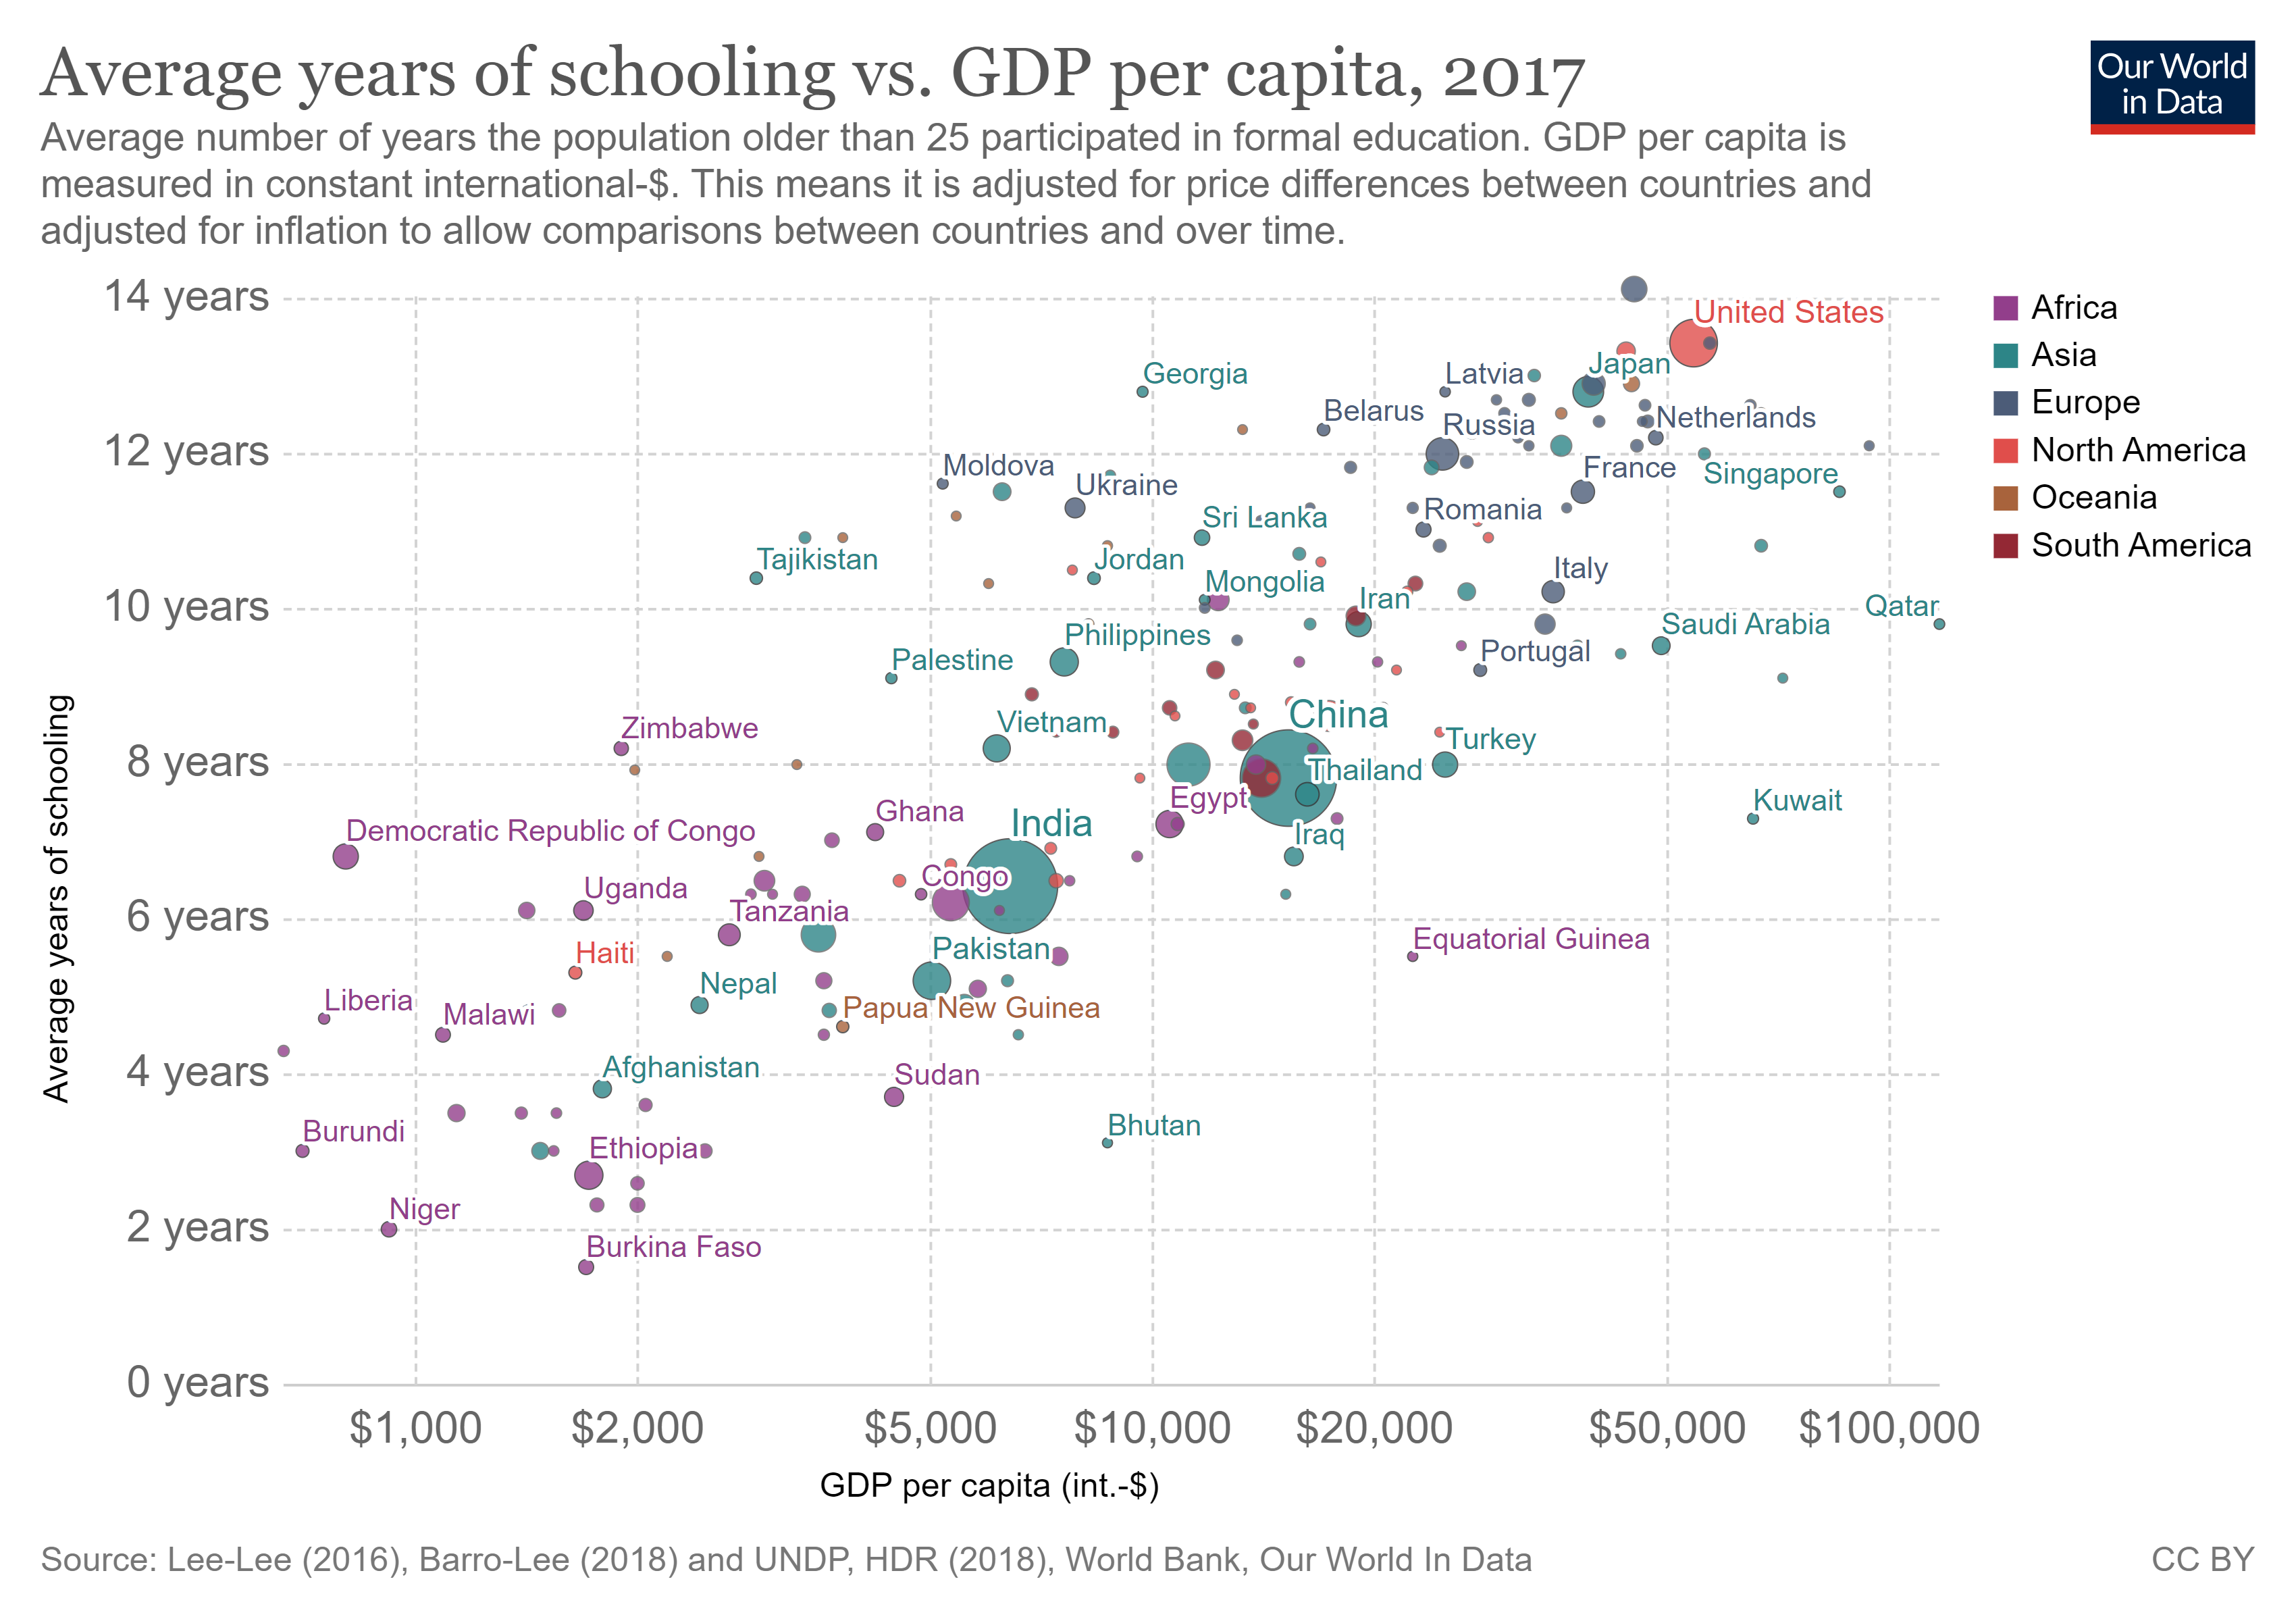 Average years of schooling vs. GDP per capita, 2017
Our World
in Data
Average number of years the population older than 25 participated in formal education. GDP per capita is
measured in constant international-$. This means it is adjusted for price differences between countries and
adjusted for inflation to allow comparisons between countries and over time.
14 years
12 years
10 years
8 years
6 years
4 years
2 years
0 years
Average years of schooling
United States
Japan
Georgia
Latvia
Belarus
Netherlands
Russia
Moldova
France
Singapore
Ukraine
Romania
Sri Lanka
Tajikistan
Jordan
Italy
Mongolia
Iran
Qatar
Saudi Arabia
Philippines
Portugal
Palestine
China
Vietnam
Zimbabwe
Turkey
Thailand
Egypt
Kuwait
Ghana
India
Democratic Republic of Congo
Iraq
Congo
Uganda
Tanzania
Equatorial Guinea
Pakistan
Haiti
Nepal
Liberia
Papua New Guinea
Malawi
Sudan
Afghanistan
Bhutan
Burundi
Ethiopia
Niger
Burkina Faso
Africa
Asia
Europe
North America
Oceania
South America
$1,000
$2,000
$5,000
$10,000
$20,000
$50,000
$100,000
GDP per capita (int.-$)
Source: Lee-Lee (2016), Barro-Lee (2018) and UNDP, HDR (2018), World Bank, Our World In Data
CC BY